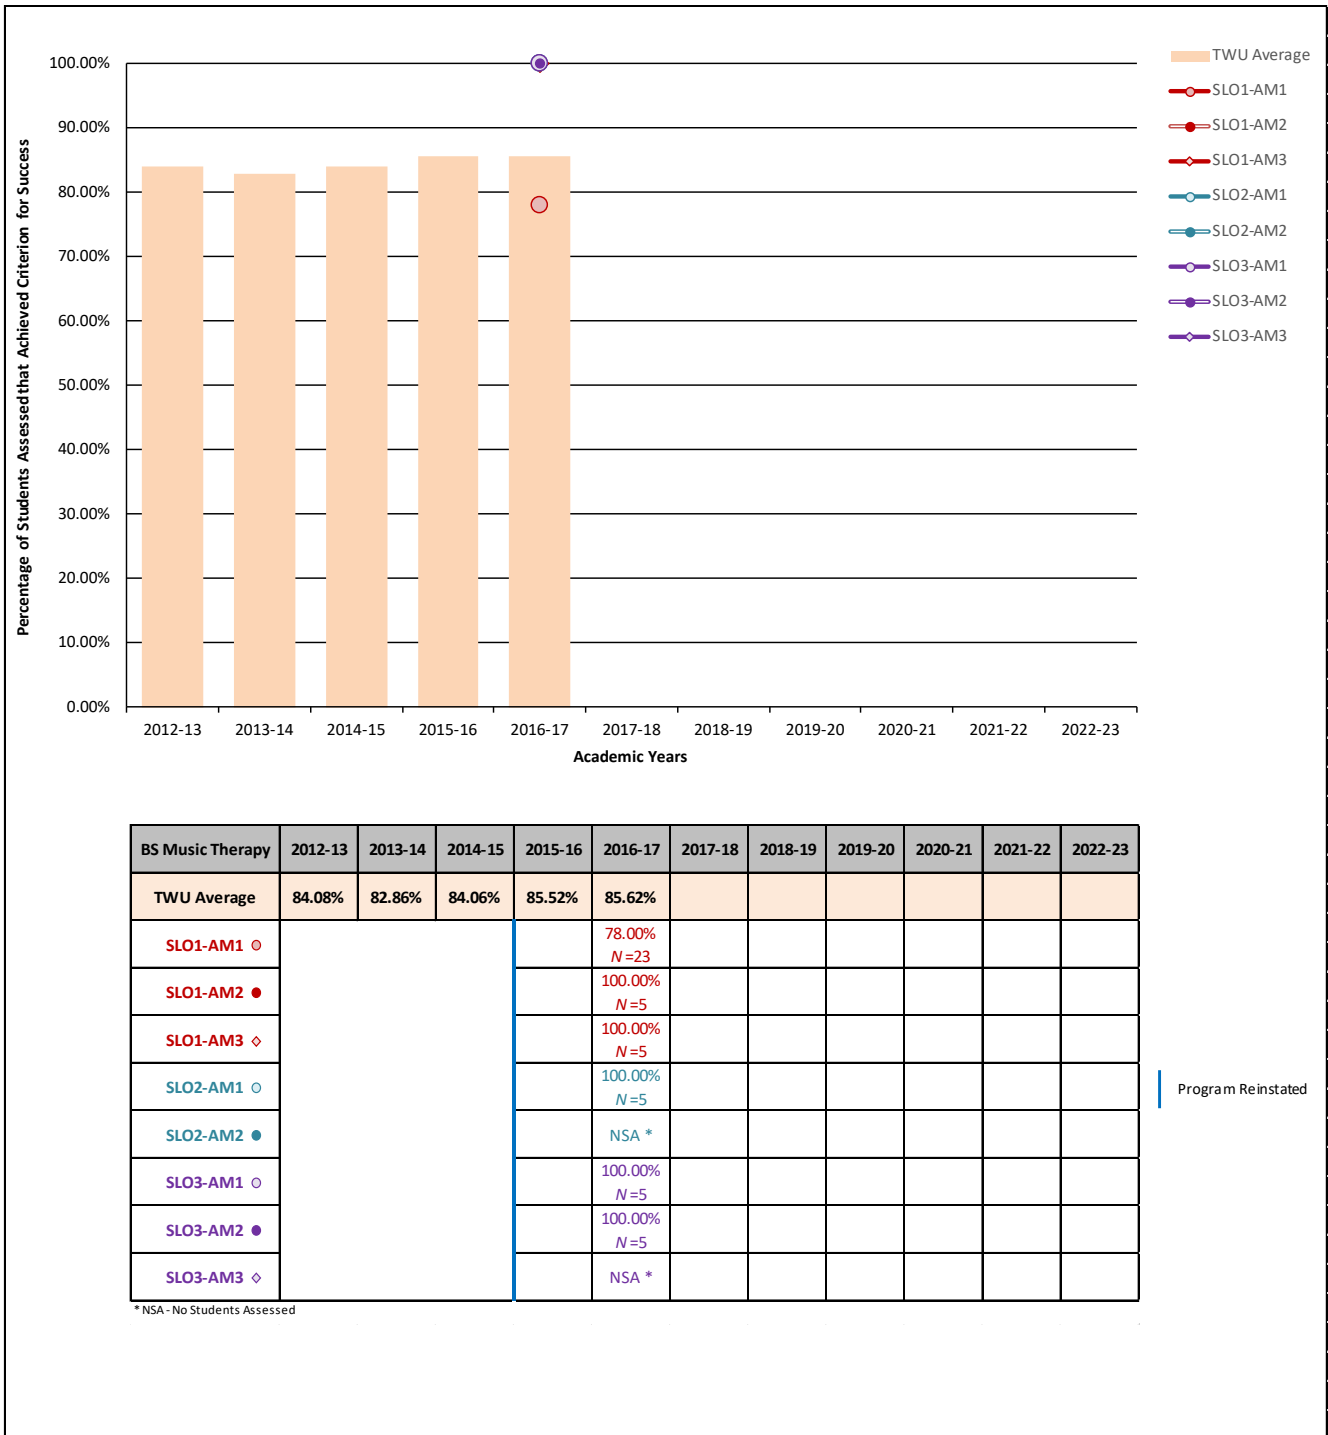 TWU Average
SLO1-AM1
SLO1-AM2
SLO1-AM3
SLO2-AM1
SLO2-AM2
SLO3-AM1
SLO3-AM2
SLO3-AM3
Percentage of Students Assessed that Achieved Criterion for Success
100.00%
90.00%
80.00%
70.00%
60.00%
50.00%
40.00%
30.00%
20.00%
10.00%
0.00%
2012-13 2013-14 2014-15 2015-16 2016-17 2017-18 2018-19 2019-20 2020-21 2021-22 2022-23
Academic Years
BS Music Therapy 2012-13 2013-14 2014-15 2015-16 2016-17 2017-18 2018-19 2019-20 2020-21 2021-22 2022-23
TWU Average 84.08% 82.86% 84.06% 85.52% 85.62%
SLO1-AM1 78.00%
N =23
SLO1-AM2 100.00%
N =5
SLO1-AM3 100.00%
N =5
SLO2-AM1 100.00%
N =5
SLO2-AM2 NSA *
SLO3-AM1 100.00%
N =5
SLO3-AM2 100.00%
N =5
SLO3-AM3 NSA *
Program Reinstated
* NSA - No Students Assessed